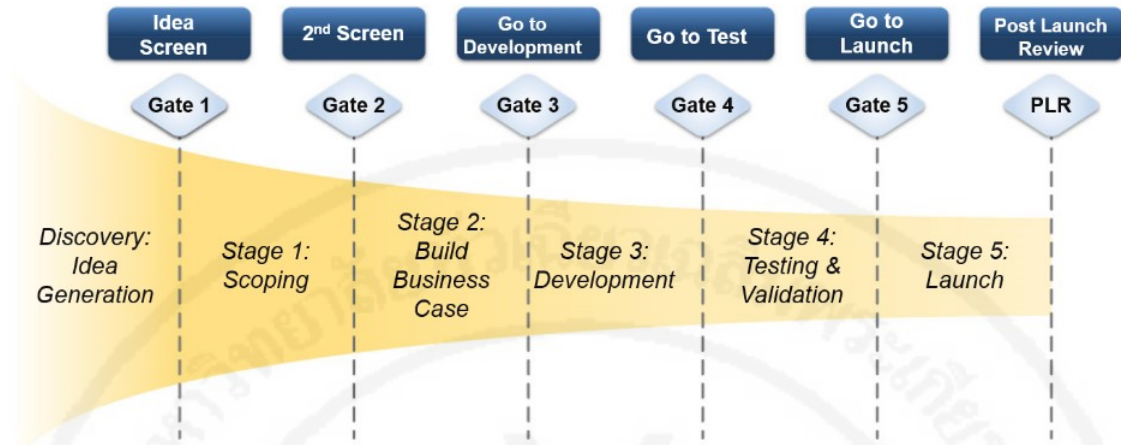 Idea
Screen
2nd Screen
Go to
Development
Go to Test
Go to
Launch
Post Launch
Review
Gate 1
Gate 2
Gate 3
Gate 4
Gate 5
PLR
Discovery:
Idea
Generation
Stage 1:
Scoping
Stage 2:
Build
Business
Case
Stage 3:
Development
Stage 4:
Testing &
Validation
Stage 5:
Launch